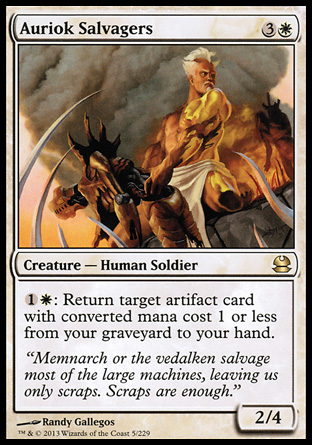 Auriok Salvagers 3
Creature — Human Soldier
1 : Return target artifact card
with converted mana cost 1 or less
from your graveyard to your hand.
“Memnarch or the vedalken salvage
most of the large machines, leaving us
only scraps. Scraps are enough.”
Randy Gallegos
™ & © 2013 Wizards of the Coast 5/229
2/4